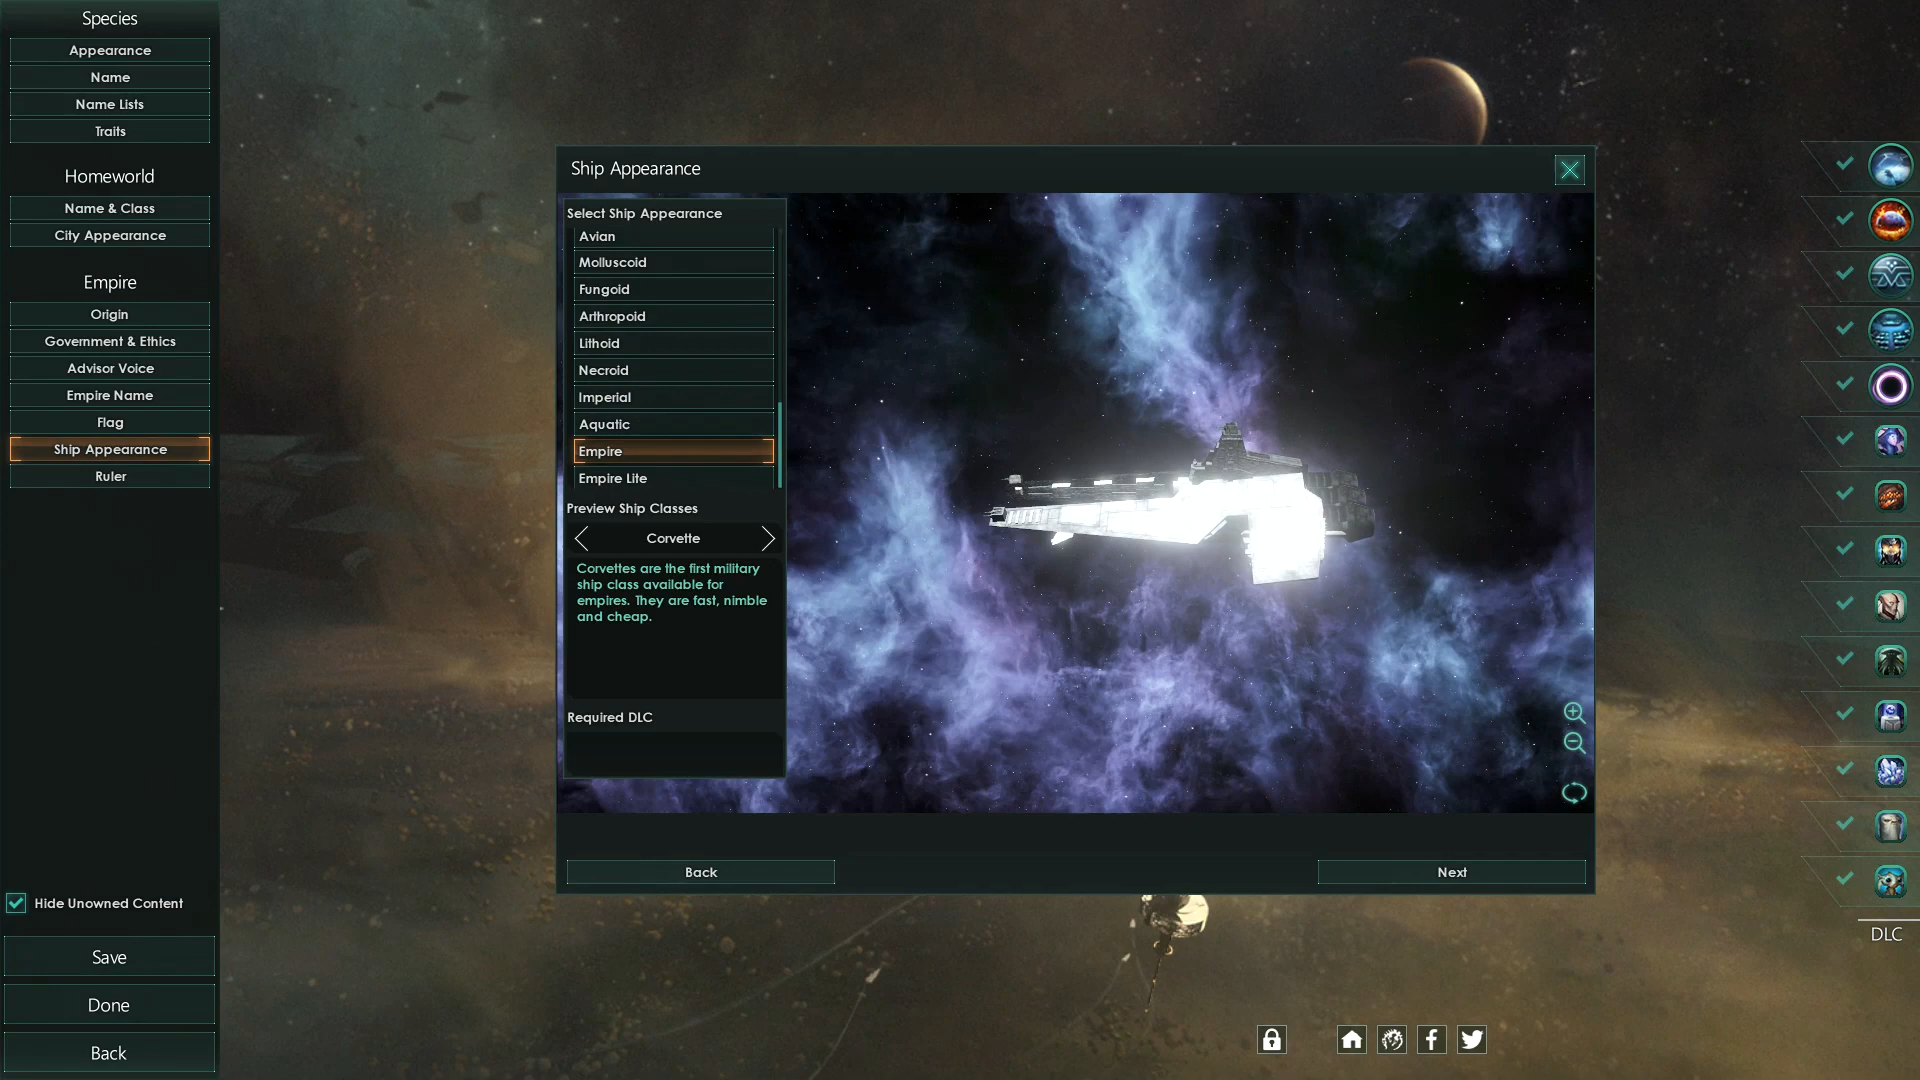 Species
Appearance
Name
Name Lists
Traits
Homeworld
Name & Class
City Appearance
Empire
Origin
Government & Ethics
Advisor Voice
Empire Name
Flag
Ship Appearance
Ruler
Hide Unowned Content
Save
Done
Back
Ship Appearance
Select Ship Appearance
Avian
Molluscoid
Fungoid
Arthropoid
Lithoid
Necroid
Imperial
Aquatic
Empire
Empire Lite
Preview Ship Classes
Corvette
Corvettes are the first military
ship class available for
empires. They are fast, nimble
and cheap.
Required DLC
Back
Next
DLC